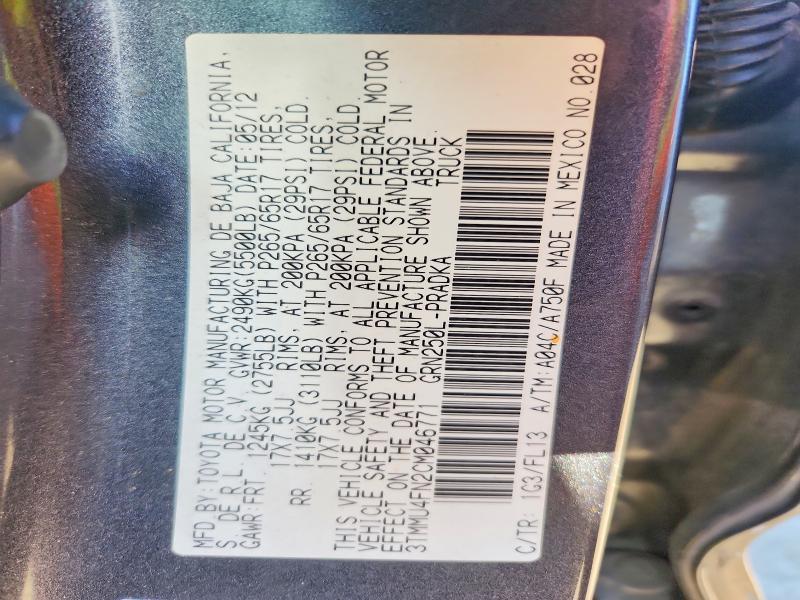 MFD BY:TOYOTA MOTOR MANUFACTURING DE BAJA CALIFORNIA,
S. DE R.L. DE C.V. GVWR:2490KG(5500LB) DATE:05/12
GAWR:FRT 1245KG (2755LB) WITH P265/65R17 TIRES,
17X7.5JJ RIMS, AT 200KPA (29PSI) COLD.
RR 1410KG (3110LB) WITH P265/65R17 TIRES,
17X7.5JJ RIMS, AT 200KPA (29PSI) COLD.
THIS VEHICLE CONFORMS TO ALL APPLICABLE FEDERAL MOTOR
VEHICLE SAFETY AND THEFT PREVENTION STANDARDS IN
EFFECT ON THE DATE OF MANUFACTURE SHOWN ABOVE.
3TMMU4FN2CM046771 GRN250L-PRADKA TRUCK
C/TR: 1G3/FL13 A/TM:A04C/A750F MADE IN MEXICO NO.028